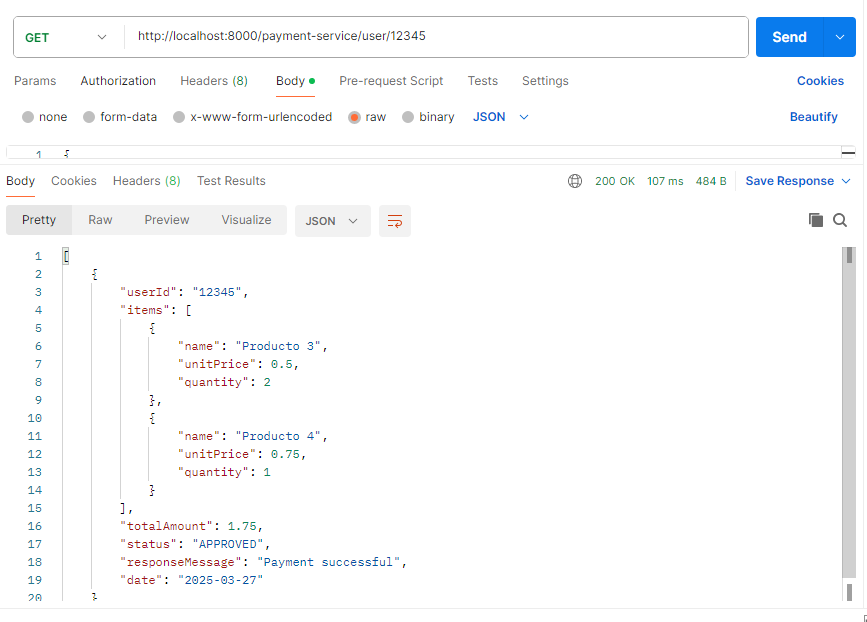 GET http://localhost:8000/payment-service/user/12345 Send
Params Authorization Headers (8) Body Pre-request Script Tests Settings Cookies
none form-data x-www-form-urlencoded raw binary JSON Beautify
1 {
Body Cookies Headers (8) Test Results 200 OK 107 ms 484 B Save Response
Pretty Raw Preview Visualize JSON
1 [
2 {
3 "userId": "12345",
4 "items": [
5 {
6 "name": "Producto 3",
7 "unitPrice": 0.5,
8 "quantity": 2
9 },
10 {
11 "name": "Producto 4",
12 "unitPrice": 0.75,
13 "quantity": 1
14 }
15 ],
16 "totalAmount": 1.75,
17 "status": "APPROVED",
18 "responseMessage": "Payment successful",
19 "date": "2025-03-27"
20 }